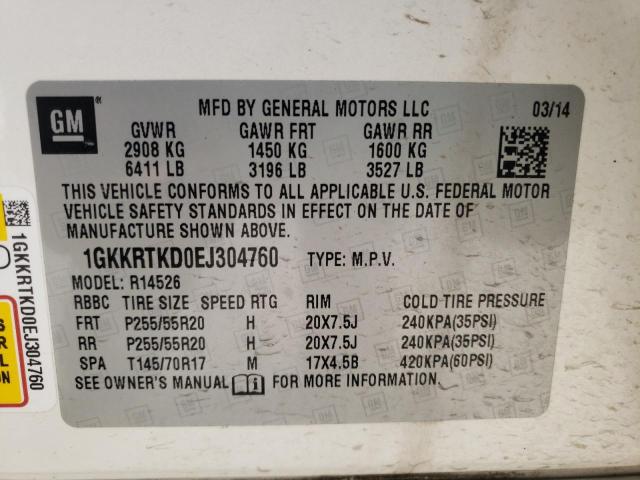 GM
MFD BY GENERAL MOTORS LLC 03/14
GVWR GAWR FRT GAWR RR
2908 KG 1450 KG 1600 KG
6411 LB 3196 LB 3527 LB
THIS VEHICLE CONFORMS TO ALL APPLICABLE U.S. FEDERAL MOTOR
VEHICLE SAFETY STANDARDS IN EFFECT ON THE DATE OF
MANUFACTURE SHOWN ABOVE.
1GKKRTKD0EJ304760 TYPE: M.P.V.
MODEL: R14526
RBBC TIRE SIZE SPEED RTG RIM COLD TIRE PRESSURE
FRT P255/55R20 H 20X7.5J 240KPA(35PSI)
RR P255/55R20 H 20X7.5J 240KPA(35PSI)
SPA T145/70R17 M 17X4.5B 420KPA(60PSI)
SEE OWNER'S MANUAL FOR MORE INFORMATION.
1GKKRTKD0EJ304760